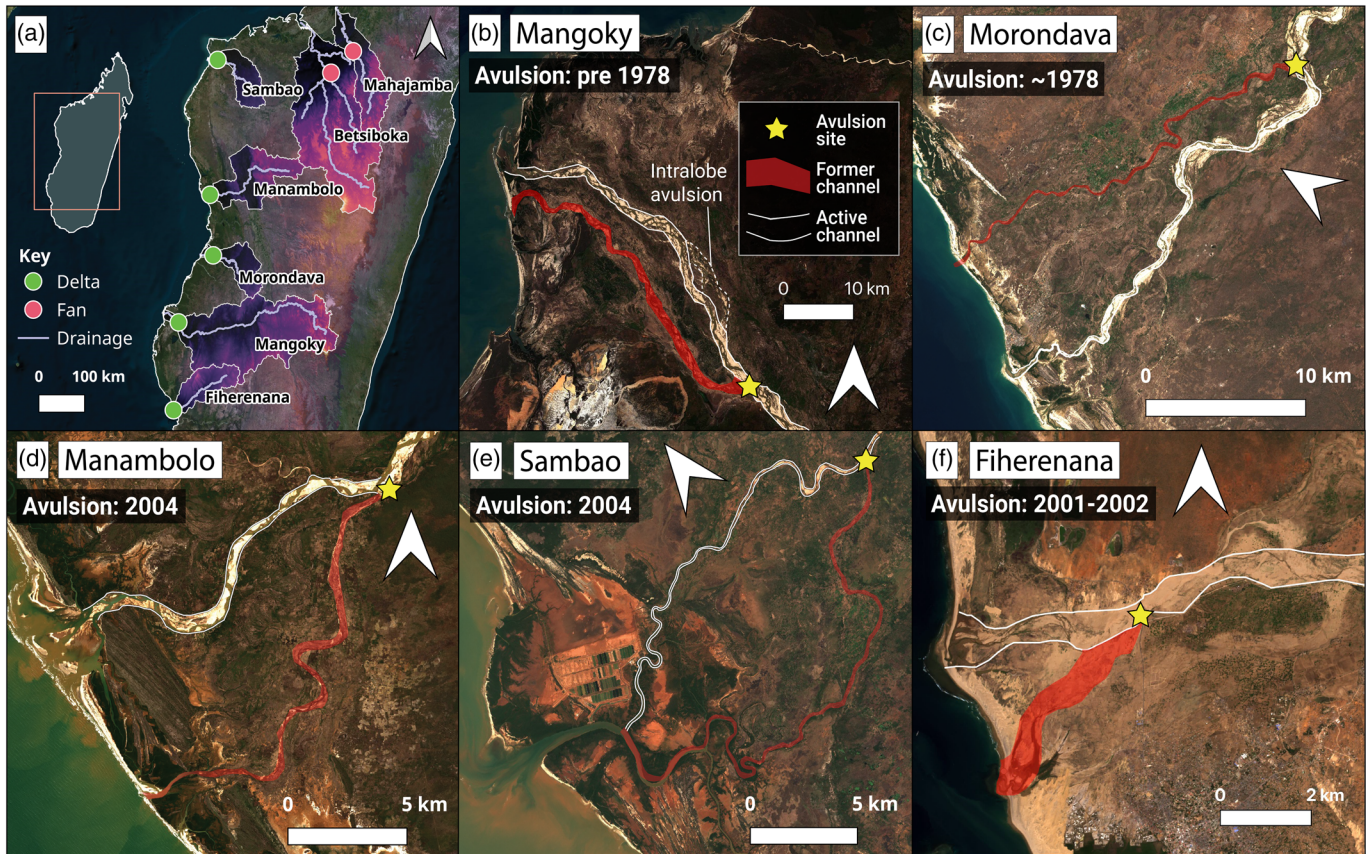 (a)
Sambao
Mahajamba
Betsiboka
Manambolo
Morondava
Mangoky
Fiherenana
Key
Delta
Fan
Drainage
0 100 km
(b) Mangoky
Avulsion: pre 1978
Intralobe
avulsion
Avulsion
site
Former
channel
Active
channel
0 10 km
(c) Morondava
Avulsion: ~1978
0 10 km
(d) Manambolo
Avulsion: 2004
0 5 km
(e) Sambao
Avulsion: 2004
0 5 km
(f) Fiherenana
Avulsion: 2001-2002
0 2 km